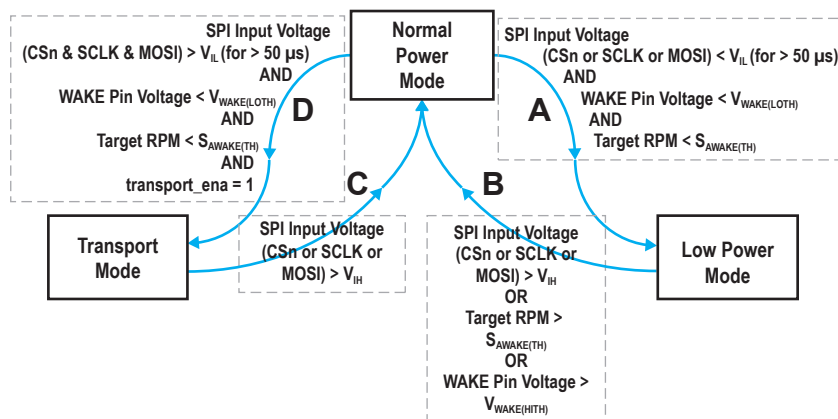 SPI Input Voltage
(CSn & SCLK & MOSI) > VIL (for > 50 µs)
AND
WAKE Pin Voltage < VWAKE(LOTH)
AND
Target RPM < SAWAKE(TH)
AND
transport_ena = 1
D
Normal
Power
Mode
SPI Input Voltage
(CSn or SCLK or MOSI) < VIL (for > 50 µs)
AND
WAKE Pin Voltage < VWAKE(LOTH)
AND
Target RPM < SAWAKE(TH)
A
C
B
Transport
Mode
SPI Input Voltage
(CSn or SCLK or
MOSI) > VIH
SPI Input Voltage
(CSn or SCLK or
MOSI) > VIH
OR
Target RPM >
SAWAKE(TH)
OR
WAKE Pin Voltage >
VWAKE(HITH)
Low Power
Mode